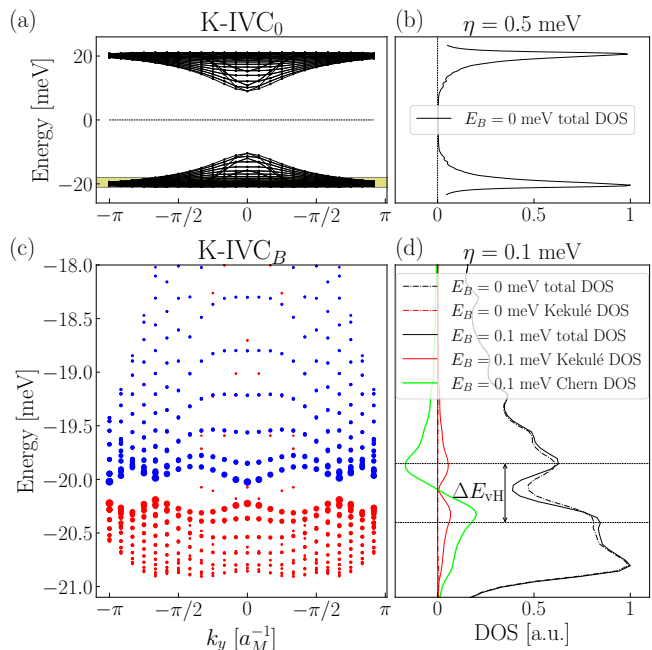 (a) K-IVC₀
Energy [meV]
20
0
−20
−π −π/2 0 −π/2 π
(b) η = 0.5 meV
E_B = 0 meV total DOS
0 0.5 1
(c) K-IVC_B
Energy [meV]
−18.0
−18.5
−19.0
−19.5
−20.0
−20.5
−21.0
−π −π/2 0 −π/2 π
k_y [a_M^{-1}]
(d) η = 0.1 meV
E_B = 0 meV total DOS
E_B = 0 meV Kekulé DOS
E_B = 0.1 meV total DOS
E_B = 0.1 meV Kekulé DOS
E_B = 0.1 meV Chern DOS
ΔE_vH
0 0.5 1
DOS [a.u.]